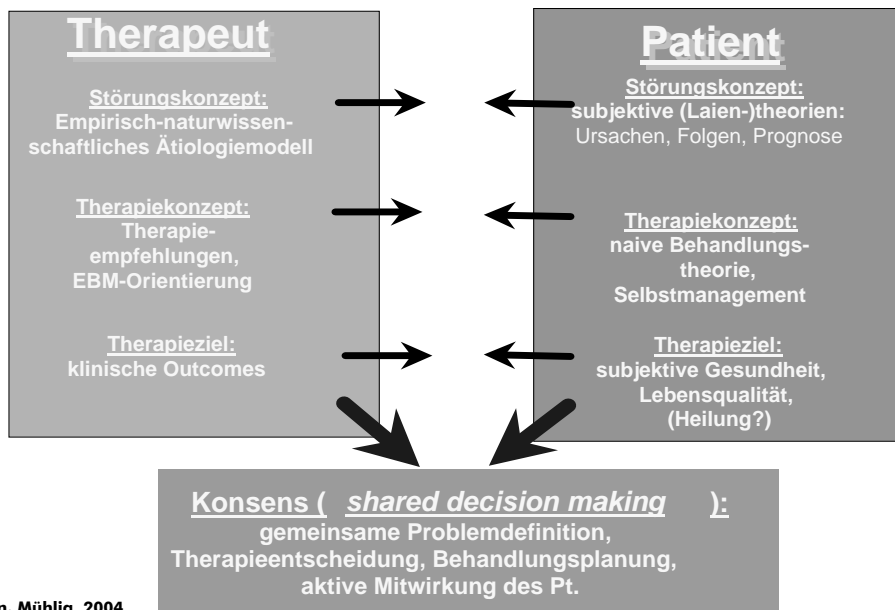 Therapeut
Störungskonzept:
Empirisch-naturwissen-
schaftliches Ätiologiemodell
Therapiekonzept:
Therapie-
empfehlungen,
EBM-Orientierung
Therapieziel:
klinische Outcomes
Patient
Störungskonzept:
subjektive (Laien-)theorien:
Ursachen, Folgen, Prognose
Therapiekonzept:
naive Behandlungs-
theorie,
Selbstmanagement
Therapieziel:
subjektive Gesundheit,
Lebensqualität,
(Heilung?)
Konsens ( shared decision making ):
gemeinsame Problemdefinition,
Therapieentscheidung, Behandlungsplanung,
aktive Mitwirkung des Pt.
Mühlig, 2004